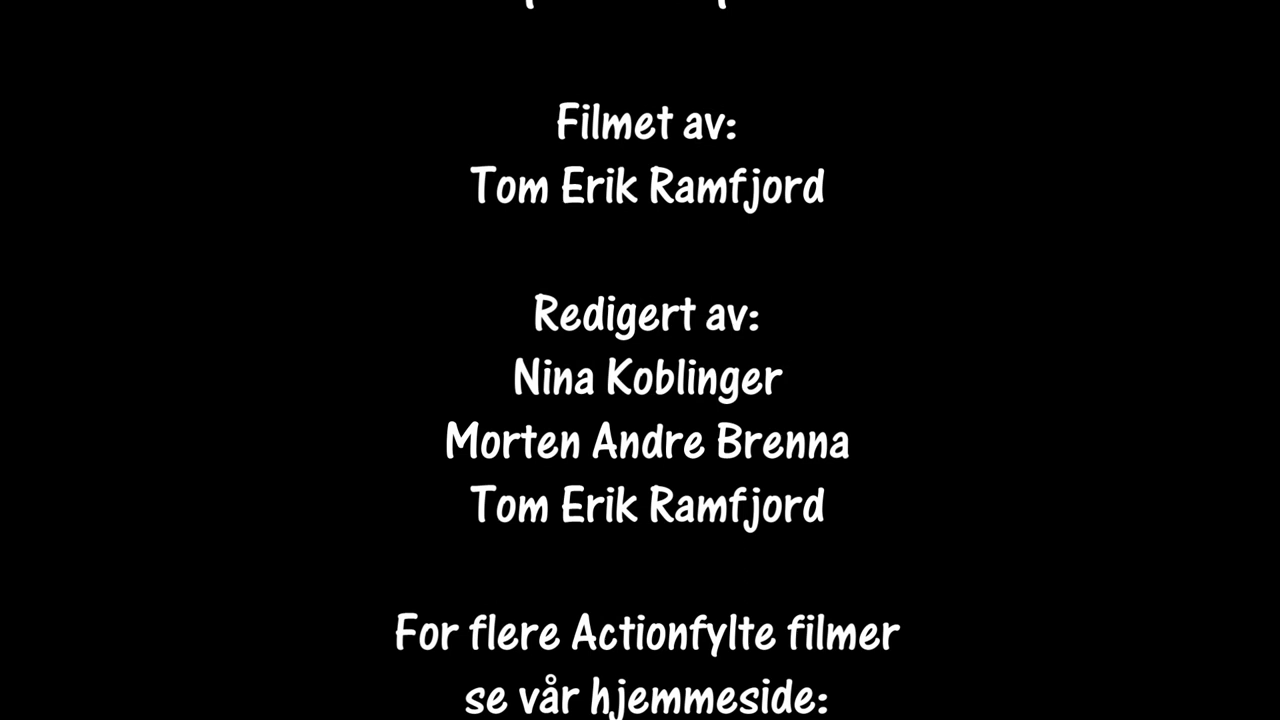 Filmet av:
Tom Erik Ramfjord
Redigert av:
Nina Koblinger
Morten Andre Brenna
Tom Erik Ramfjord
For flere Actionfylte filmer
se vår hjemmeside: